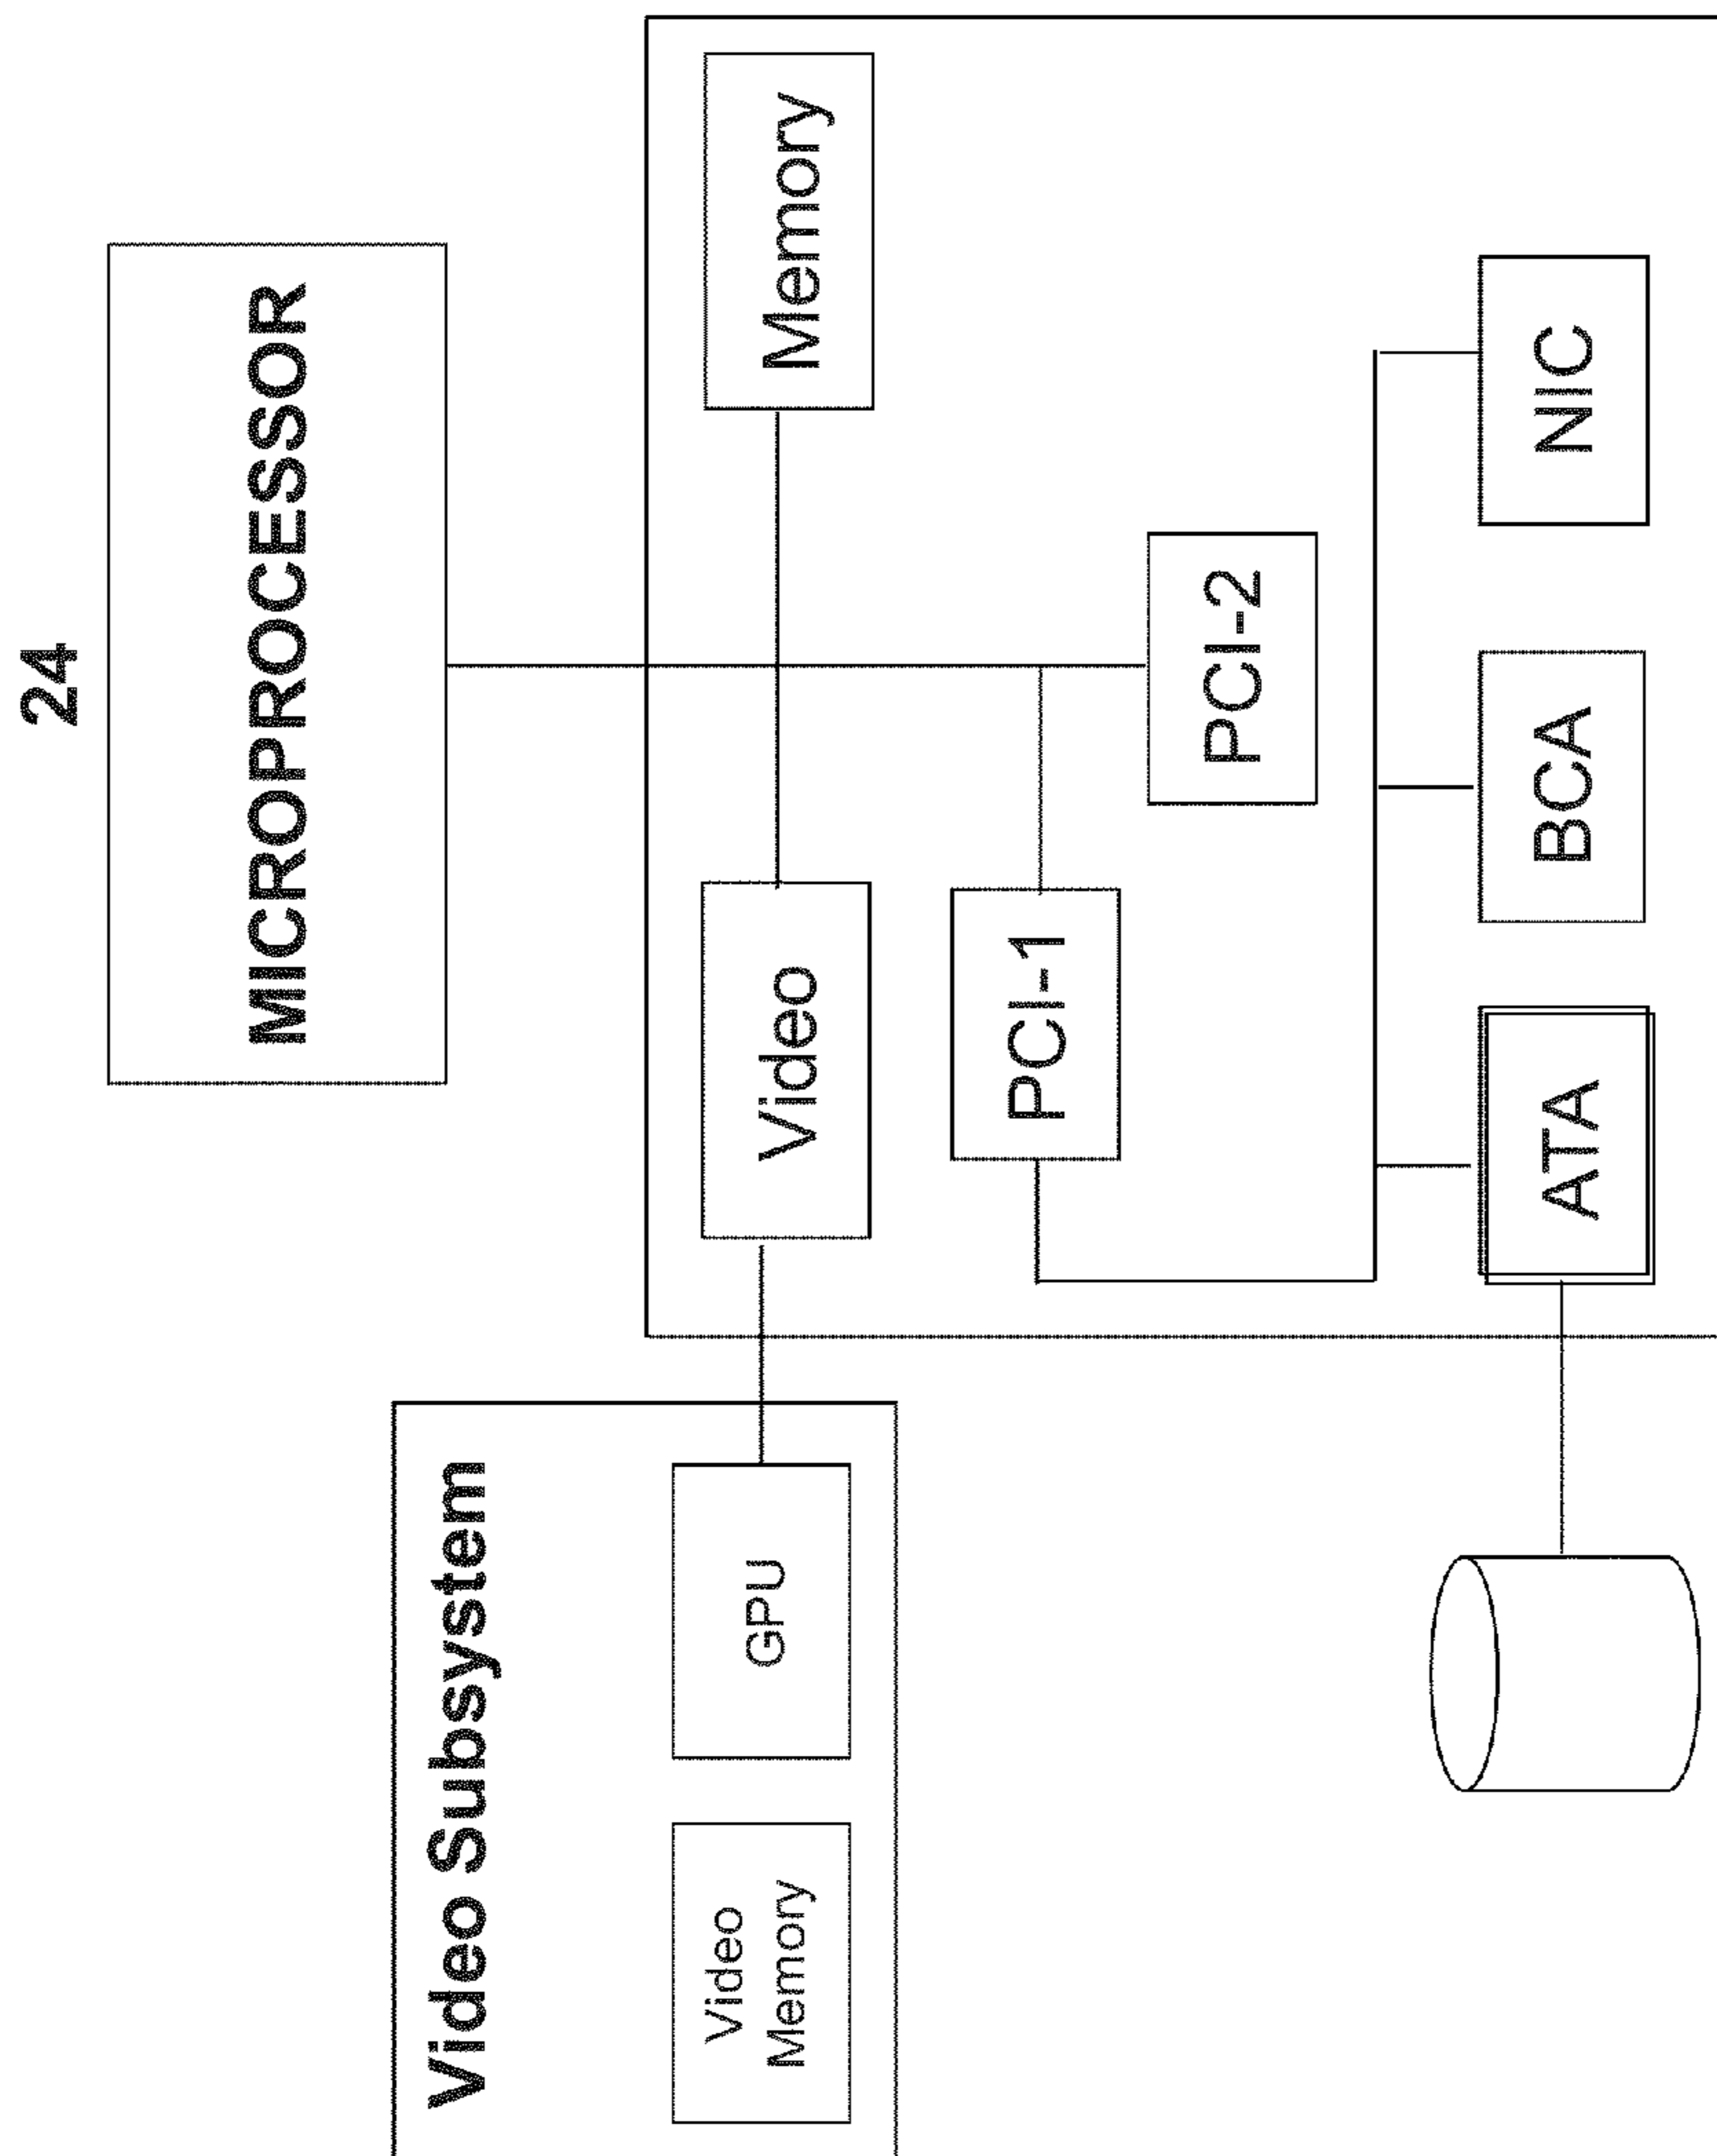 24
MICROPROCESSOR
Video Subsystem
Video
Memory
GPU
Video
Memory
PCI-1
PCI-2
ATA
BCA
NIC